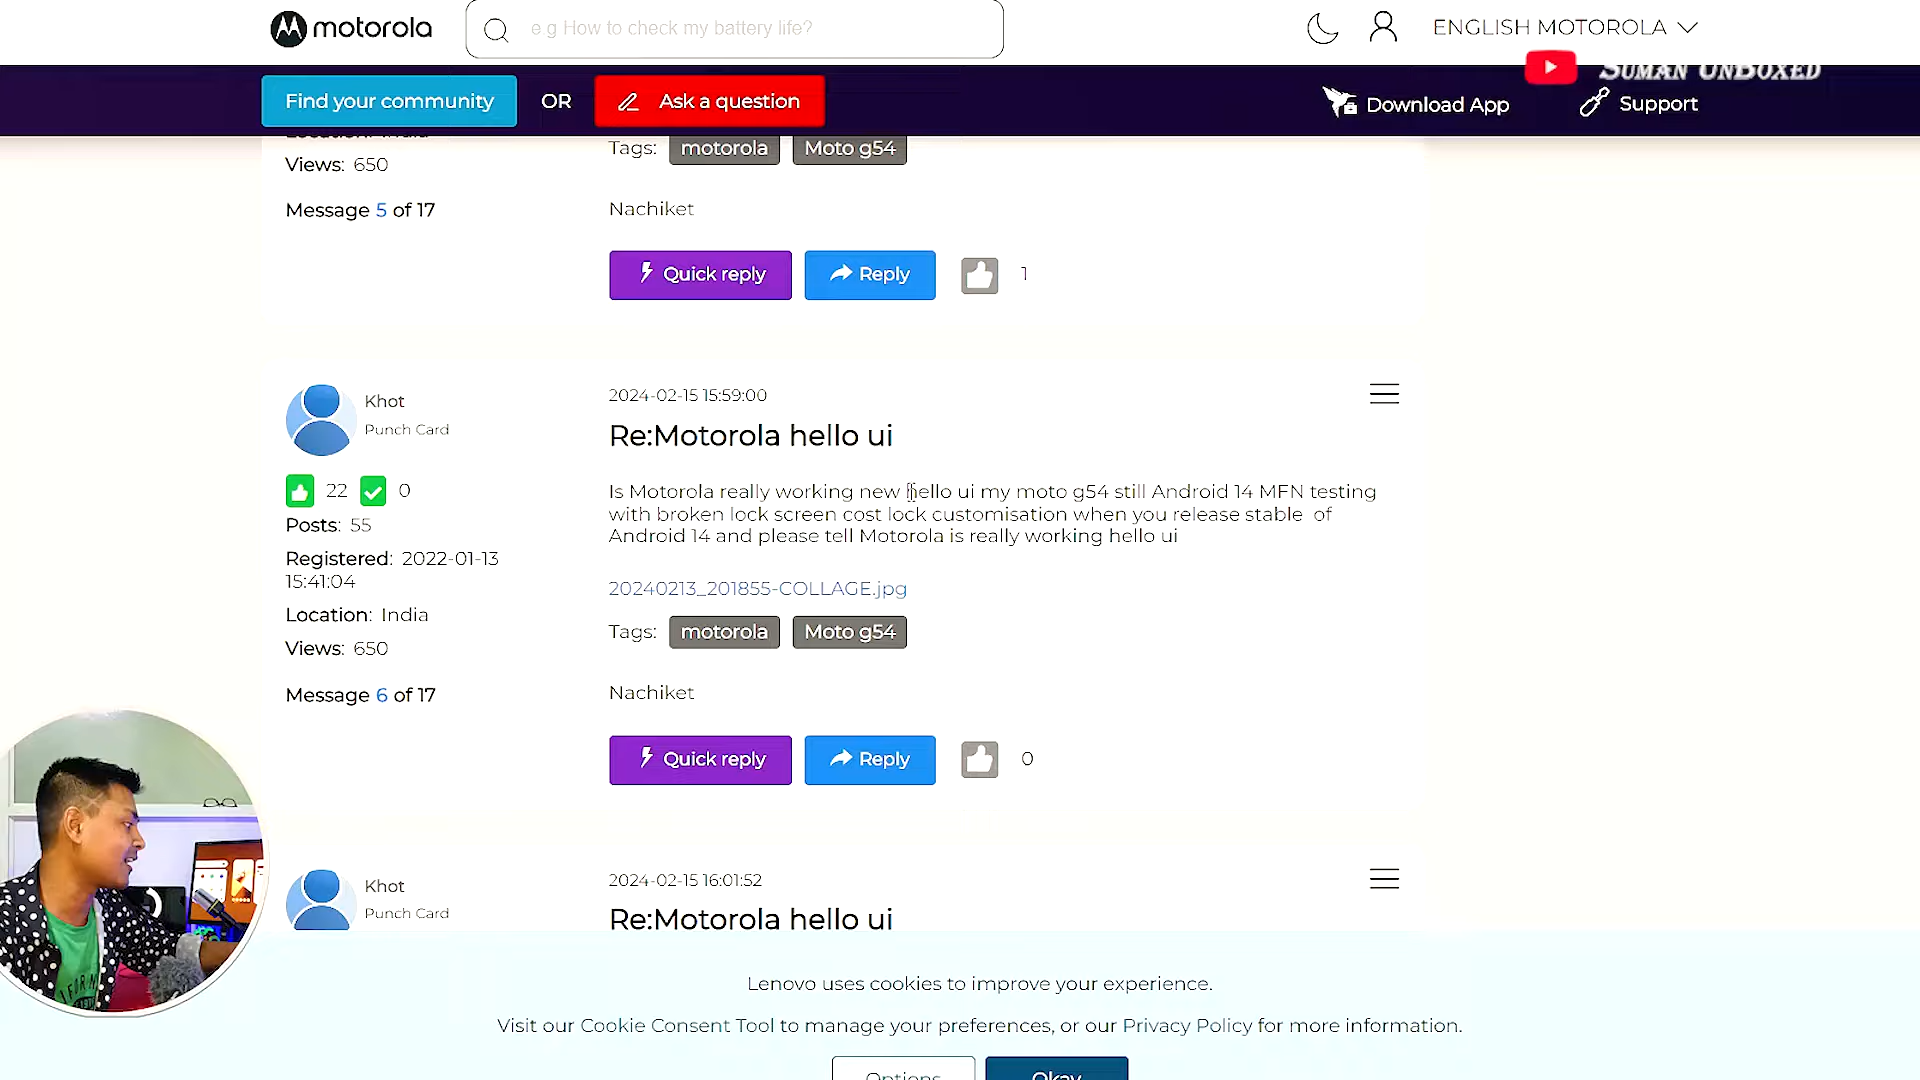 motorola
e g How to check my battery life?
ENGLISH MOTOROLA
SUMAN UNBOXED
Find your community
OR
Ask a question
Download App
Support
Location: India
Views: 650
Tags: motorola Moto g54
Message 5 of 17
Nachiket
Quick reply
Reply
1
Khot
Punch Card
22
0
Posts: 55
Registered: 2022-01-13
15:41:04
Location: India
Views: 650
Message 6 of 17
2024-02-15 15:59:00
Re:Motorola hello ui
Is Motorola really working new hello ui my moto g54 still Android 14 MFN testing
with broken lock screen cost lock customisation when you release stable of
Android 14 and please tell Motorola is really working hello ui
20240213_201855-COLLAGE.jpg
Tags: motorola Moto g54
Nachiket
Quick reply
Reply
0
Khot
Punch Card
2024-02-15 16:01:52
Re:Motorola hello ui
Lenovo uses cookies to improve your experience.
Visit our Cookie Consent Tool to manage your preferences, or our Privacy Policy for more information.
Options
Okay